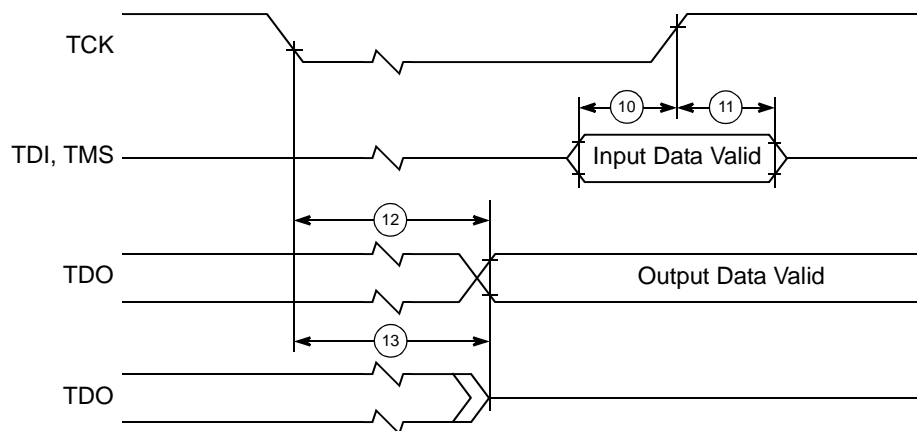 TCK
10
11
TDI, TMS
Input Data Valid
12
TDO
Output Data Valid
13
TDO